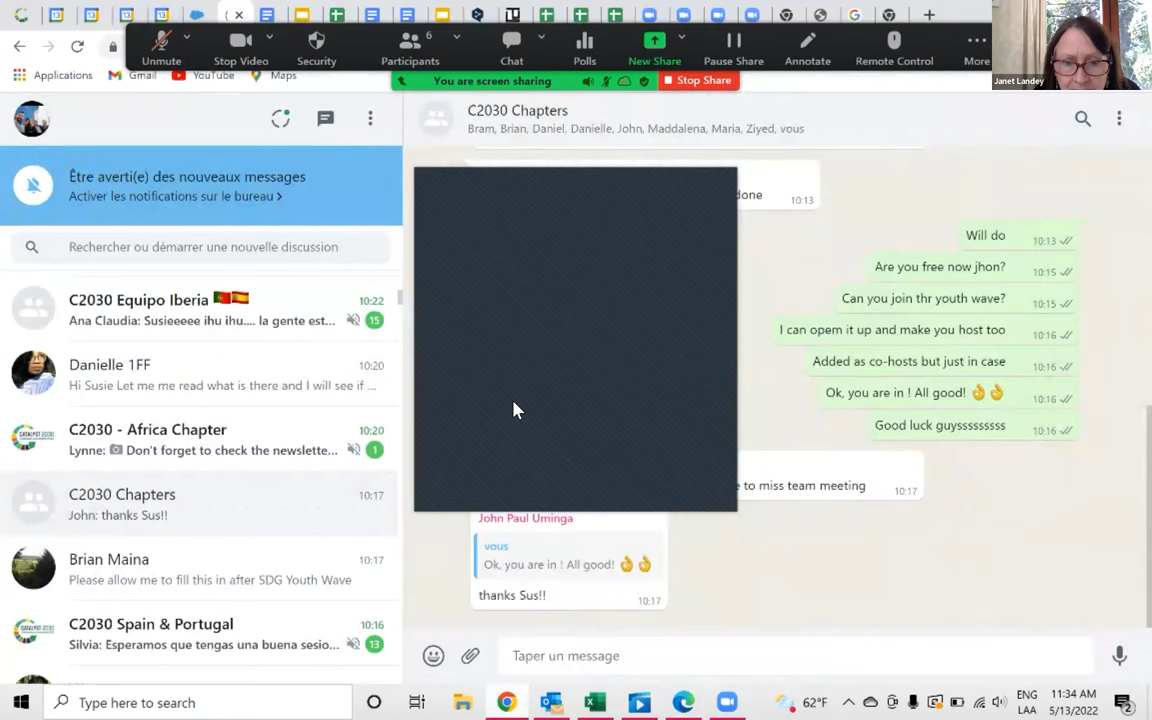 Unmute
Stop Video
Security
Participants
6
Chat
Polls
New Share
Pause Share
Annotate
Remote Control
More
Janet Landey
Applications
Gmail
YouTube
Maps
You are screen sharing
Stop Share
C2030 Chapters
Bram, Brian, Daniel, Danielle, John, Maddalena, Maria, Ziyed, vous
Être averti(e) des nouveaux messages
Activer les notifications sur le bureau >
Rechercher ou démarrer une nouvelle discussion
C2030 Equipo Iberia 🇵🇹🇪🇸 10:22
Ana Claudia: Susieeeee ihu ihu.... la gente est... 15
Danielle 1FF 10:20
Hi Susie Let me me read what is there and I will see if ...
C2030 - Africa Chapter 10:20
Lynne: 📷 Don't forget to check the newslette... 1
C2030 Chapters 10:17
John: thanks Sus!!
Brian Maina 10:17
Please allow me to fill this in after SDG Youth Wave
C2030 Spain & Portugal 10:16
Silvia: Esperamos que tengas una buena sesio... 13
done 10:13
Will do 10:13
Are you free now jhon? 10:15
Can you join thr youth wave? 10:15
I can opem it up and make you host too 10:16
Added as co-hosts but just in case 10:16
Ok, you are in ! All good! 👌👌 10:16
Good luck guysssssssss 10:16
to miss team meeting 10:17
John Paul Uminga
vous
Ok, you are in ! All good! 👌👌
thanks Sus!! 10:17
Taper un message
Type here to search
62°F
ENG
LAA
11:34 AM
5/13/2022
2